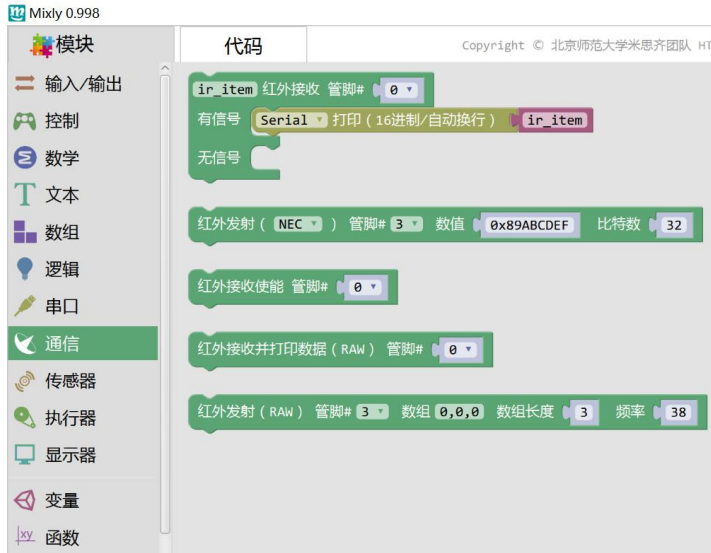 Mixly 0.998
模块
代码
Copyright © 北京师范大学米思齐团队 HT
输入/输出
控制
数学
文本
数组
逻辑
串口
通信
传感器
执行器
显示器
变量
xy 函数
ir_item 红外接收 管脚# 0
有信号 Serial 打印（16进制/自动换行） ir_item
无信号
红外发射（ NEC ） 管脚# 3 数值 0x89ABCDEF 比特数 32
红外接收使能 管脚# 0
红外接收并打印数据（RAW） 管脚# 0
红外发射（RAW） 管脚# 3 数组 0,0,0 数组长度 3 频率 38